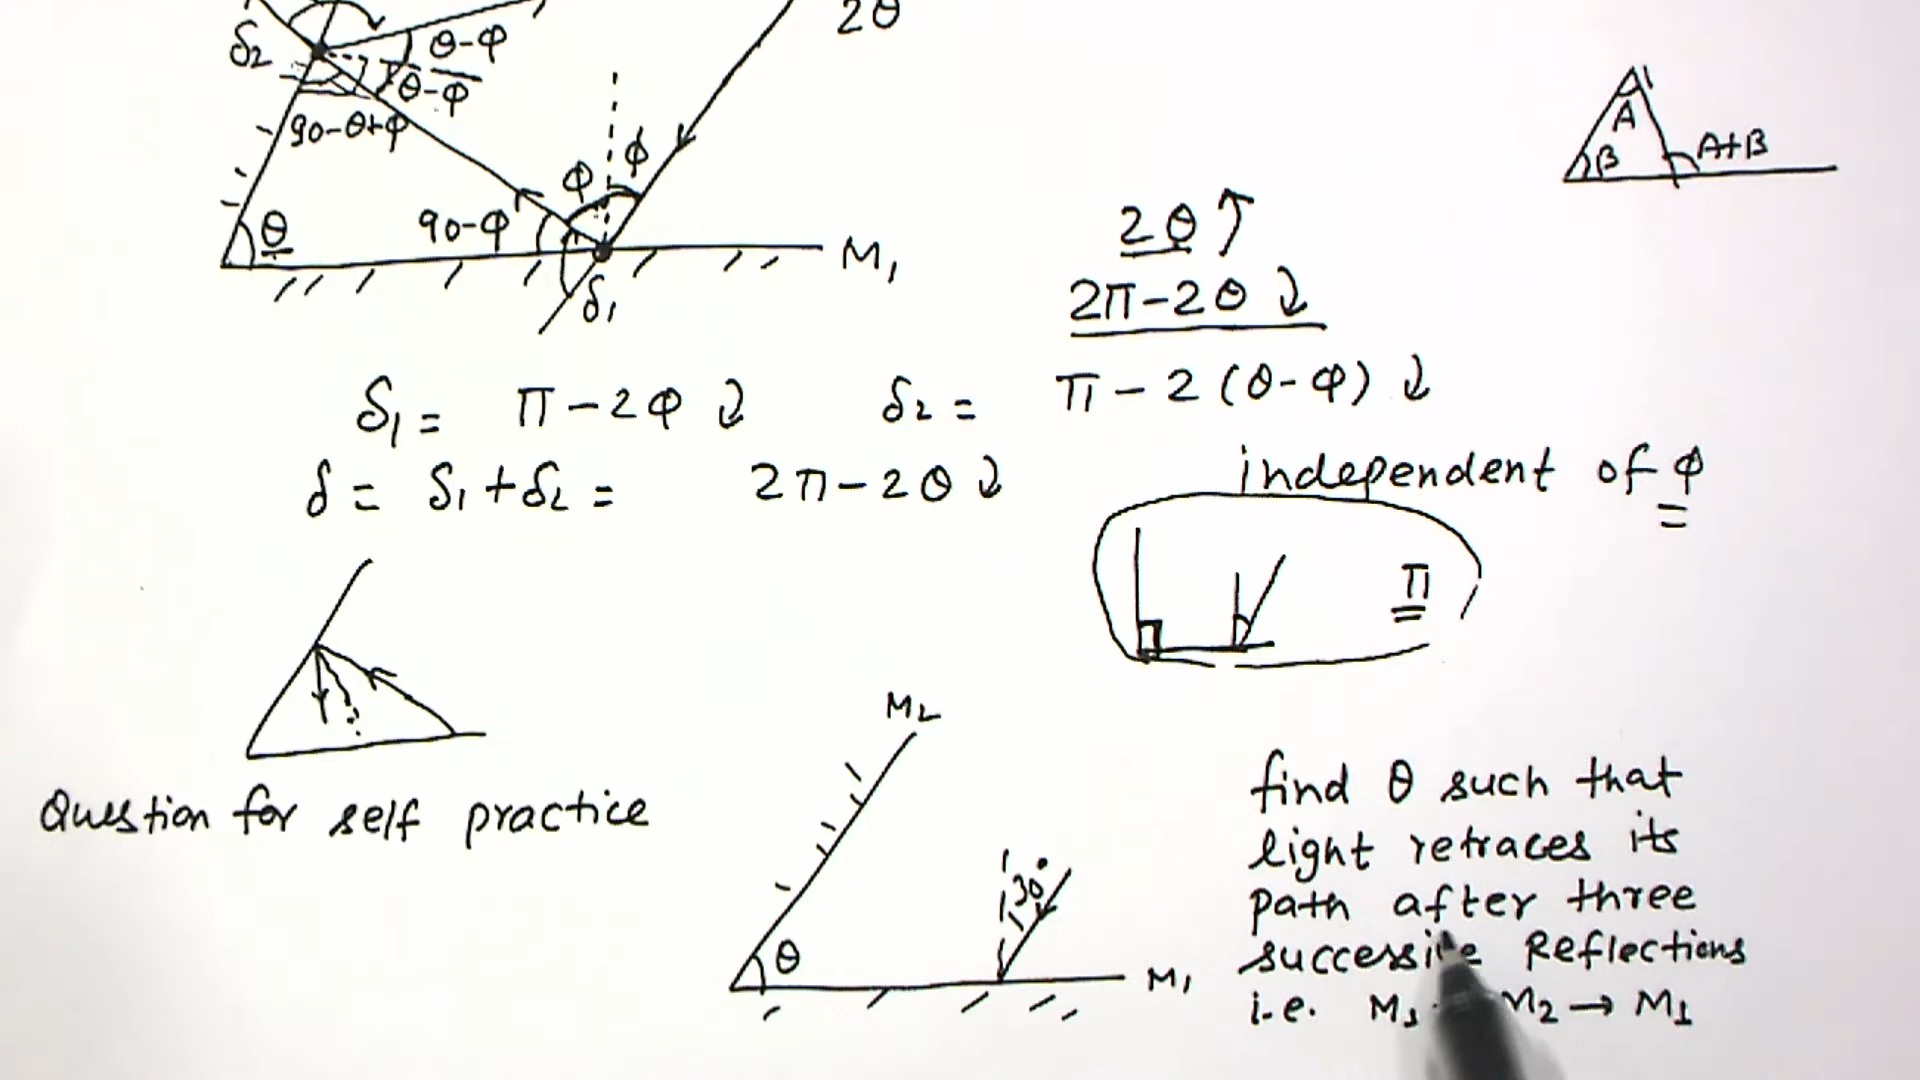 2θ
δ2
θ-φ
θ-φ
90-θ+φ
φ
φ
θ
90-φ
M1
δ1
A
B
A+B
2θ ↑
2π-2θ ↓
δ1 = π-2φ ↓ δ2 = π-2(θ-φ) ↓
δ = δ1+δ2 = 2π-2θ ↓ independent of φ
π
M2
Question for self practice
θ
30°
M1
find θ such that
light retraces its
path after three
successive Reflections
i.e. M1 M2 → M1